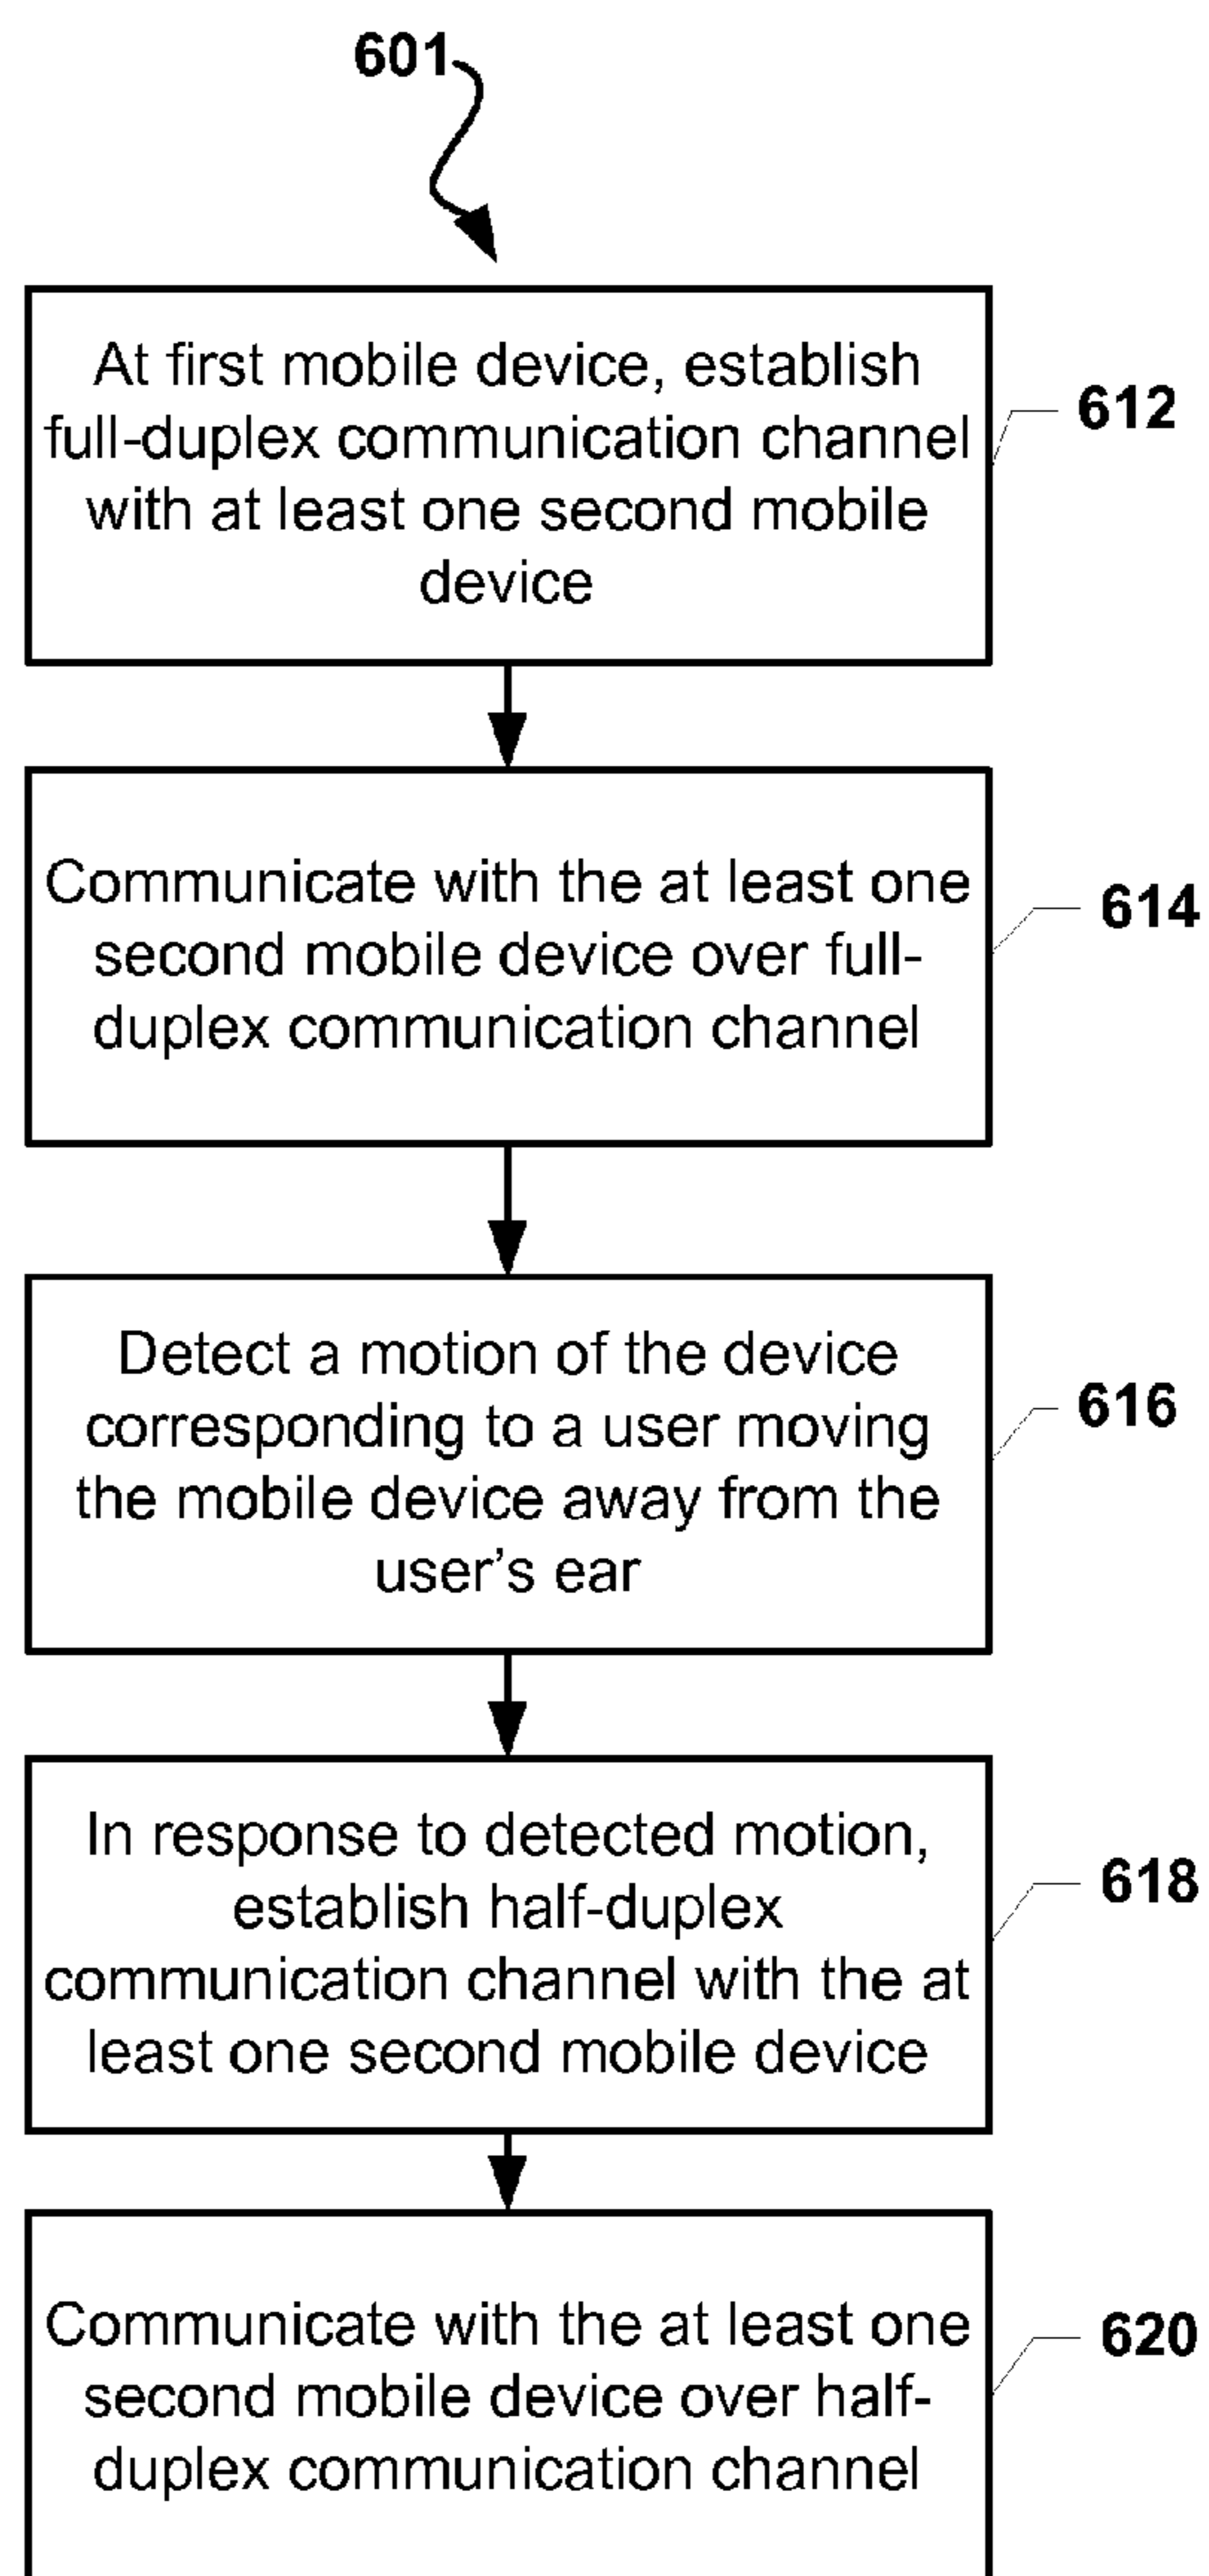 601
At first mobile device, establish
full-duplex communication channel
with at least one second mobile
device
612
Communicate with the at least one
second mobile device over full-
duplex communication channel
614
Detect a motion of the device
corresponding to a user moving
the mobile device away from the
user’s ear
616
In response to detected motion,
establish half-duplex
communication channel with the at
least one second mobile device
618
Communicate with the at least one
second mobile device over half-
duplex communication channel
620